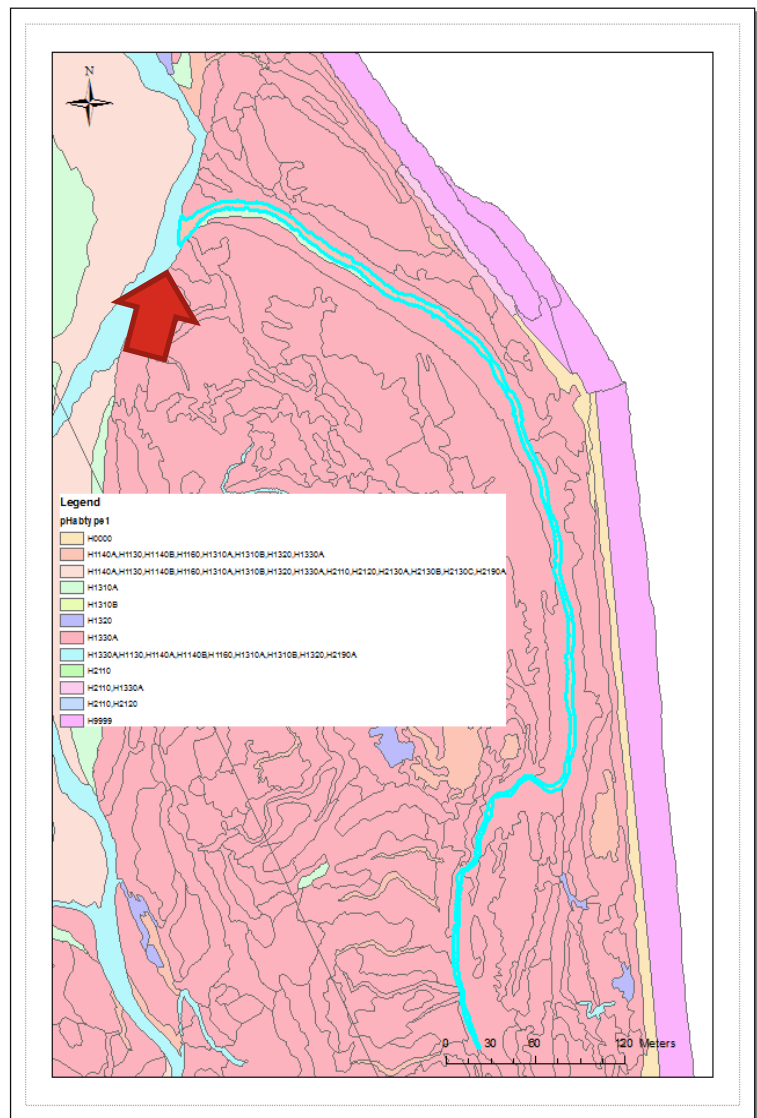 N
Legend
pHabtype1
H0000
H1140A,H1130,H1140B,H1160,H1310A,H1310B,H1320,H1330A
H1140A,H1130,H1140B,H1160,H1310A,H1310B,H1320,H1330A,H2110,H2120,H2130A,H2130B,H2130C,H2190A
H1310A
H1310B
H1320
H1330A
H1330A,H1130,H1140A,H1140B,H1160,H1310A,H1310B,H1320,H2190A
H2110
H2110,H1330A
H2110,H2120
H9999
0 30 60 120 Meters